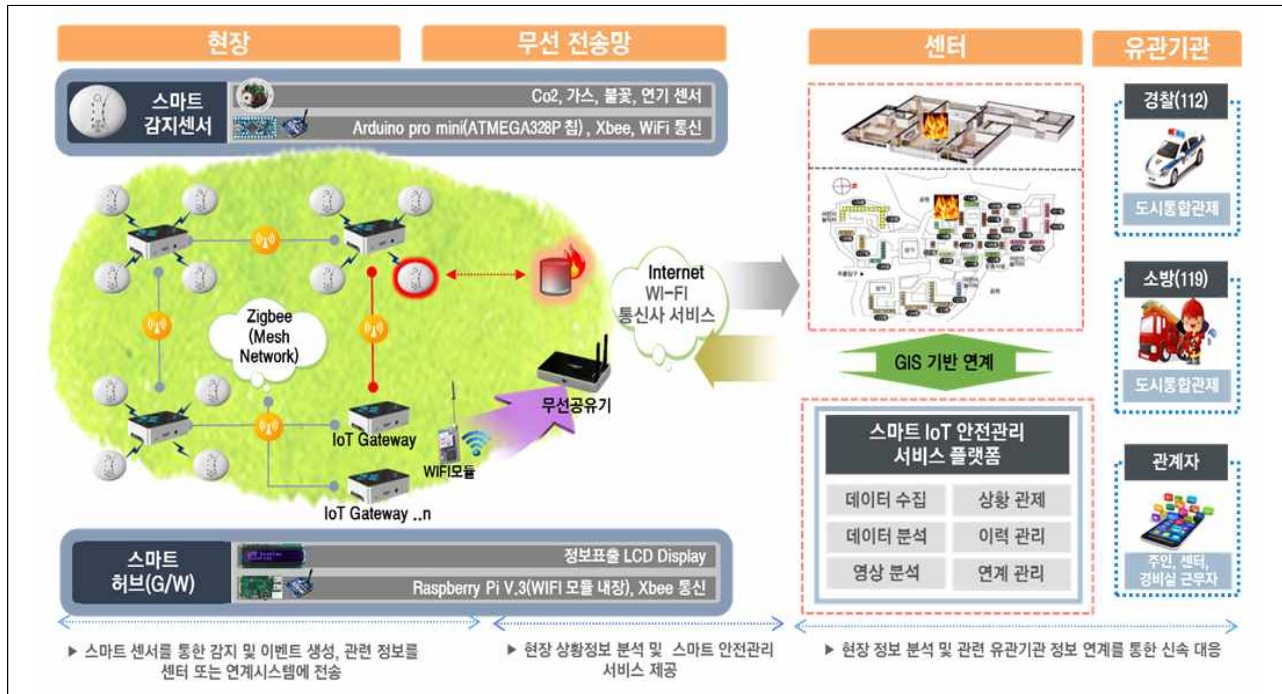 현장
무선 전송망
센터
유관기관
스마트
감지센서
Co2, 가스, 불꽃, 연기 센서
Arduino pro mini(ATMEGA328P 칩) , Xbee, WiFi 통신
Zigbee
(Mesh
Network)
IoT Gateway
IoT Gateway ..n
WIFI모듈
무선공유기
Internet
WI-FI
통신사 서비스
GIS 기반 연계
스마트 IoT 안전관리
서비스 플랫폼
데이터 수집
상황 관제
데이터 분석
이력 관리
영상 분석
연계 관리
경찰(112)
도시통합관제
소방(119)
도시통합관제
관계자
주인, 센터,
경비실 근무자
스마트
허브(G/W)
정보표출 LCD Display
Raspberry Pi V.3(WIFI 모듈 내장), Xbee 통신
▶ 스마트 센서를 통한 감지 및 이벤트 생성, 관련 정보를
센터 또는 연계시스템에 전송
▶ 현장 상황정보 분석 및 스마트 안전관리
서비스 제공
▶ 현장 정보 분석 및 관련 유관기관 정보 연계를 통한 신속 대응